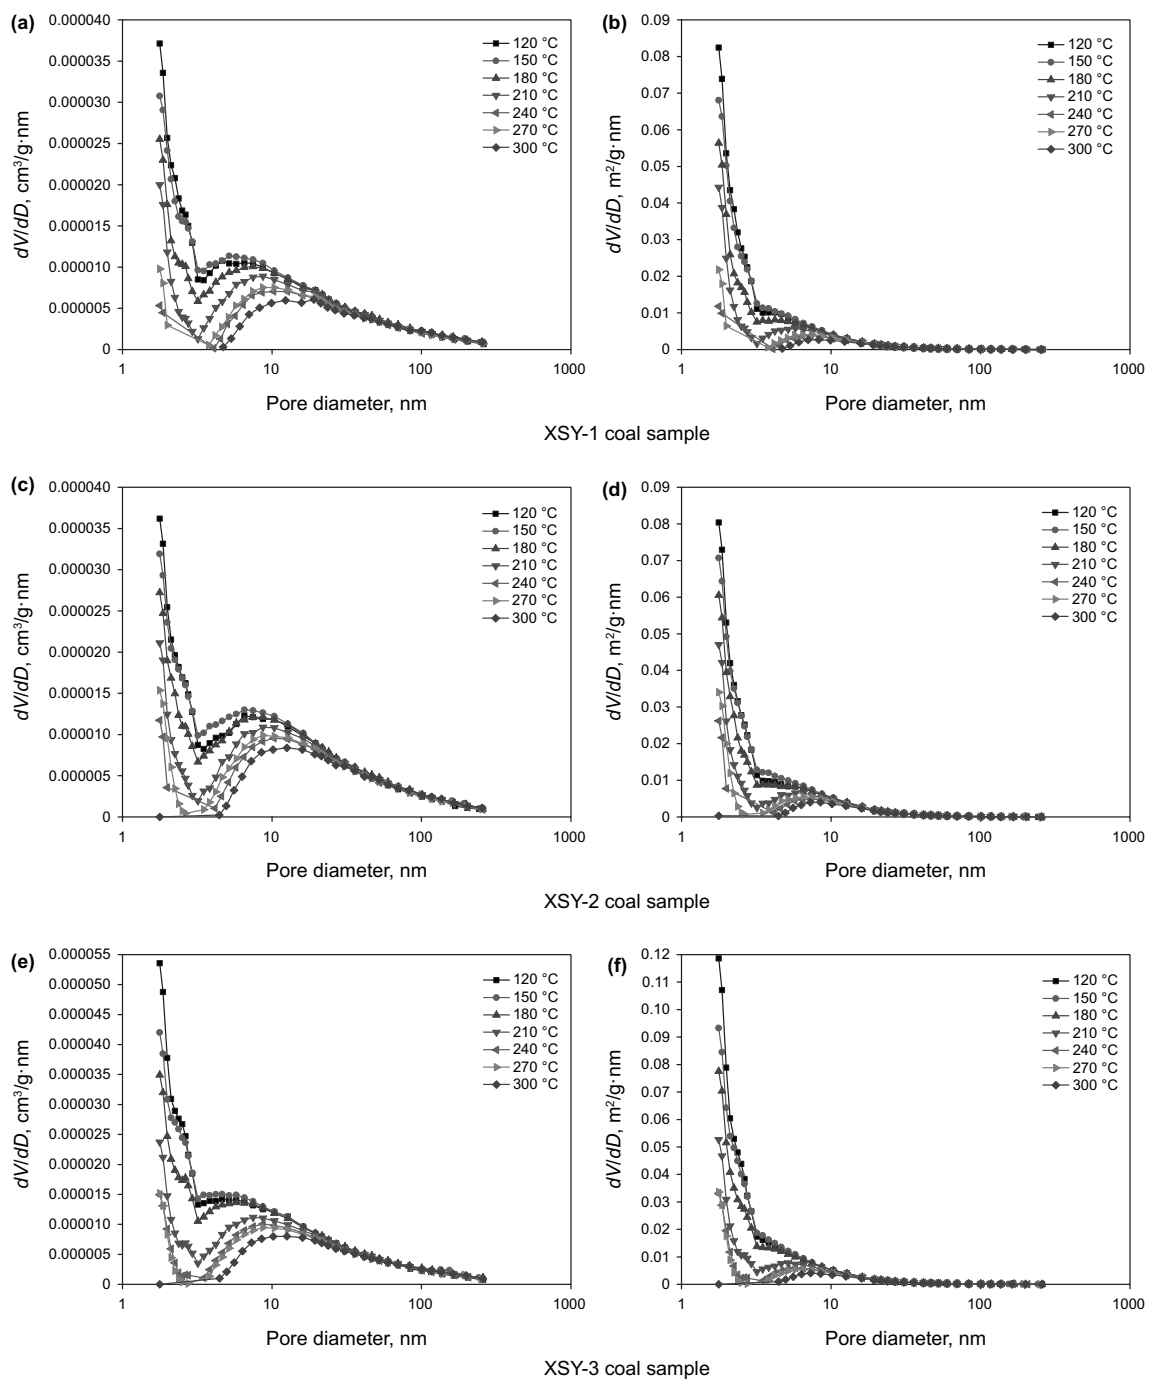 (a)
0.000040
0.000035
0.000030
0.000025
0.000020
0.000015
0.000010
0.000005
0
dV/dD, cm³/g·nm
120 °C
150 °C
180 °C
210 °C
240 °C
270 °C
300 °C
1 10 100 1000
Pore diameter, nm
(b)
0.09
0.08
0.07
0.06
0.05
0.04
0.03
0.02
0.01
0
dV/dD, m²/g·nm
120 °C
150 °C
180 °C
210 °C
240 °C
270 °C
300 °C
1 10 100 1000
Pore diameter, nm
XSY-1 coal sample
(c)
0.000040
0.000035
0.000030
0.000025
0.000020
0.000015
0.000010
0.000005
0
dV/dD, cm³/g·nm
120 °C
150 °C
180 °C
210 °C
240 °C
270 °C
300 °C
1 10 100 1000
Pore diameter, nm
(d)
0.09
0.08
0.07
0.06
0.05
0.04
0.03
0.02
0.01
0
dV/dD, m²/g·nm
120 °C
150 °C
180 °C
210 °C
240 °C
270 °C
300 °C
1 10 100 1000
Pore diameter, nm
XSY-2 coal sample
(e)
0.000055
0.000050
0.000045
0.000040
0.000035
0.000030
0.000025
0.000020
0.000015
0.000010
0.000005
0
dV/dD, cm³/g·nm
120 °C
150 °C
180 °C
210 °C
240 °C
270 °C
300 °C
1 10 100 1000
Pore diameter, nm
(f)
0.12
0.11
0.10
0.09
0.08
0.07
0.06
0.05
0.04
0.03
0.02
0.01
0
dV/dD, m²/g·nm
120 °C
150 °C
180 °C
210 °C
240 °C
270 °C
300 °C
1 10 100 1000
Pore diameter, nm
XSY-3 coal sample